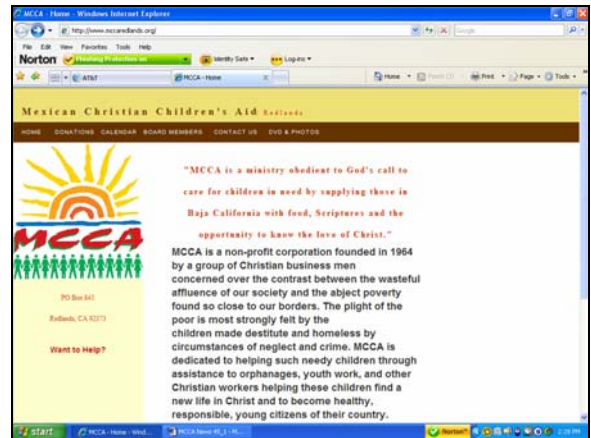 MCCA - Home - Windows Internet Explorer
http://www.mccaredlands.org/
Google
File Edit View Favorites Tools Help
Norton Phishing Protection on Identity Safe Log-ins
AT&T MCCA - Home Home Print Page Tools
Mexican Christian Children's Aid Redlands
HOME DONATIONS CALENDAR BOARD MEMBERS CONTACT US DVD & PHOTOS
"MCCA is a ministry obedient to God's call to
care for children in need by supplying those in
Baja California with food, Scriptures and the
opportunity to know the love of Christ."
MCCA
PO Box 845
Redlands, CA 92373
Want to Help?
MCCA is a non-profit corporation founded in 1964
by a group of Christian business men
concerned over the contrast between the wasteful
affluence of our society and the abject poverty
found so close to our borders. The plight of the
poor is most strongly felt by the
children made destitute and homeless by
circumstances of neglect and crime. MCCA is
dedicated to helping such needy children through
assistance to orphanages, youth work, and other
Christian workers helping these children find a
new life in Christ and to become healthy,
responsible, young citizens of their country.
start MCCA - Home - Wind... MCCA News #9_1 - M... Norton 2:28 PM